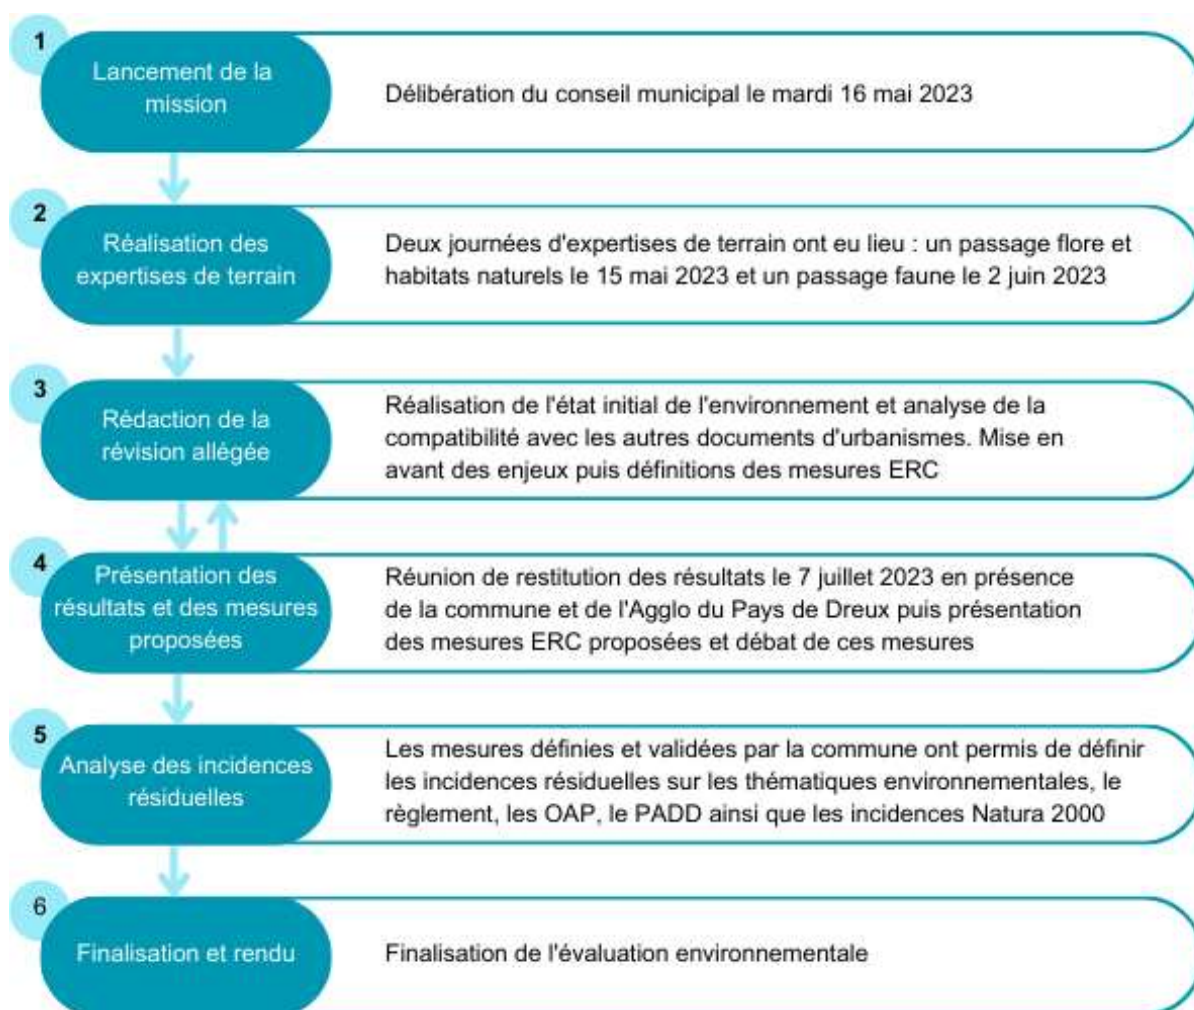 1
Lancement de la
mission
Délibération du conseil municipal le mardi 16 mai 2023
2
Réalisation des
expertises de terrain
Deux journées d'expertises de terrain ont eu lieu : un passage flore et
habitats naturels le 15 mai 2023 et un passage faune le 2 juin 2023
3
Rédaction de la
révision allégée
Réalisation de l'état initial de l'environnement et analyse de la
compatibilité avec les autres documents d'urbanismes. Mise en
avant des enjeux puis définitions des mesures ERC
4
Présentation des
résultats et des mesures
proposées
Réunion de restitution des résultats le 7 juillet 2023 en présence
de la commune et de l'Agglo du Pays de Dreux puis présentation
des mesures ERC proposées et débat de ces mesures
5
Analyse des incidences
résiduelles
Les mesures définies et validées par la commune ont permis de définir
les incidences résiduelles sur les thématiques environnementales, le
règlement, les OAP, le PADD ainsi que les incidences Natura 2000
6
Finalisation et rendu
Finalisation de l'évaluation environnementale